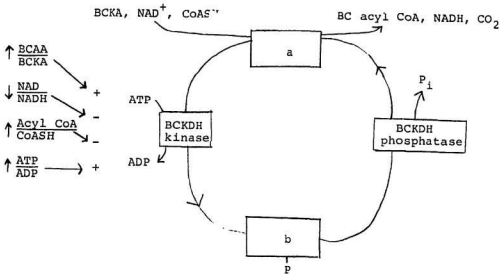 BCKA, NAD+, CoASH
BC acyl CoA, NADH, CO2
a
↑ BCAA
BCKA
+
↓ NAD
NADH
-
↑ Acyl CoA
CoASH
-
↑ ATP
ADP
+
ATP
BCKDH
kinase
ADP
Pi
BCKDH
phosphatase
b
P